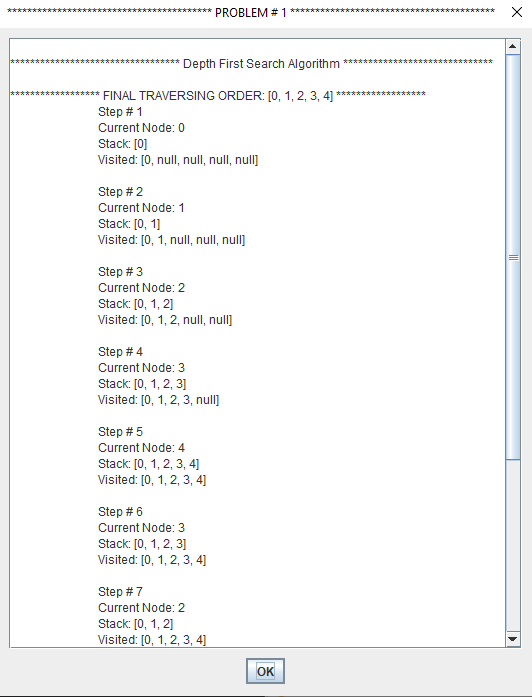 ***************************************** PROBLEM # 1 *****************************************
********************************** Depth First Search Algorithm ******************************
****************** FINAL TRAVERSING ORDER: [0, 1, 2, 3, 4] ******************
Step # 1
Current Node: 0
Stack: [0]
Visited: [0, null, null, null, null]
Step # 2
Current Node: 1
Stack: [0, 1]
Visited: [0, 1, null, null, null]
Step # 3
Current Node: 2
Stack: [0, 1, 2]
Visited: [0, 1, 2, null, null]
Step # 4
Current Node: 3
Stack: [0, 1, 2, 3]
Visited: [0, 1, 2, 3, null]
Step # 5
Current Node: 4
Stack: [0, 1, 2, 3, 4]
Visited: [0, 1, 2, 3, 4]
Step # 6
Current Node: 3
Stack: [0, 1, 2, 3]
Visited: [0, 1, 2, 3, 4]
Step # 7
Current Node: 2
Stack: [0, 1, 2]
Visited: [0, 1, 2, 3, 4]
OK